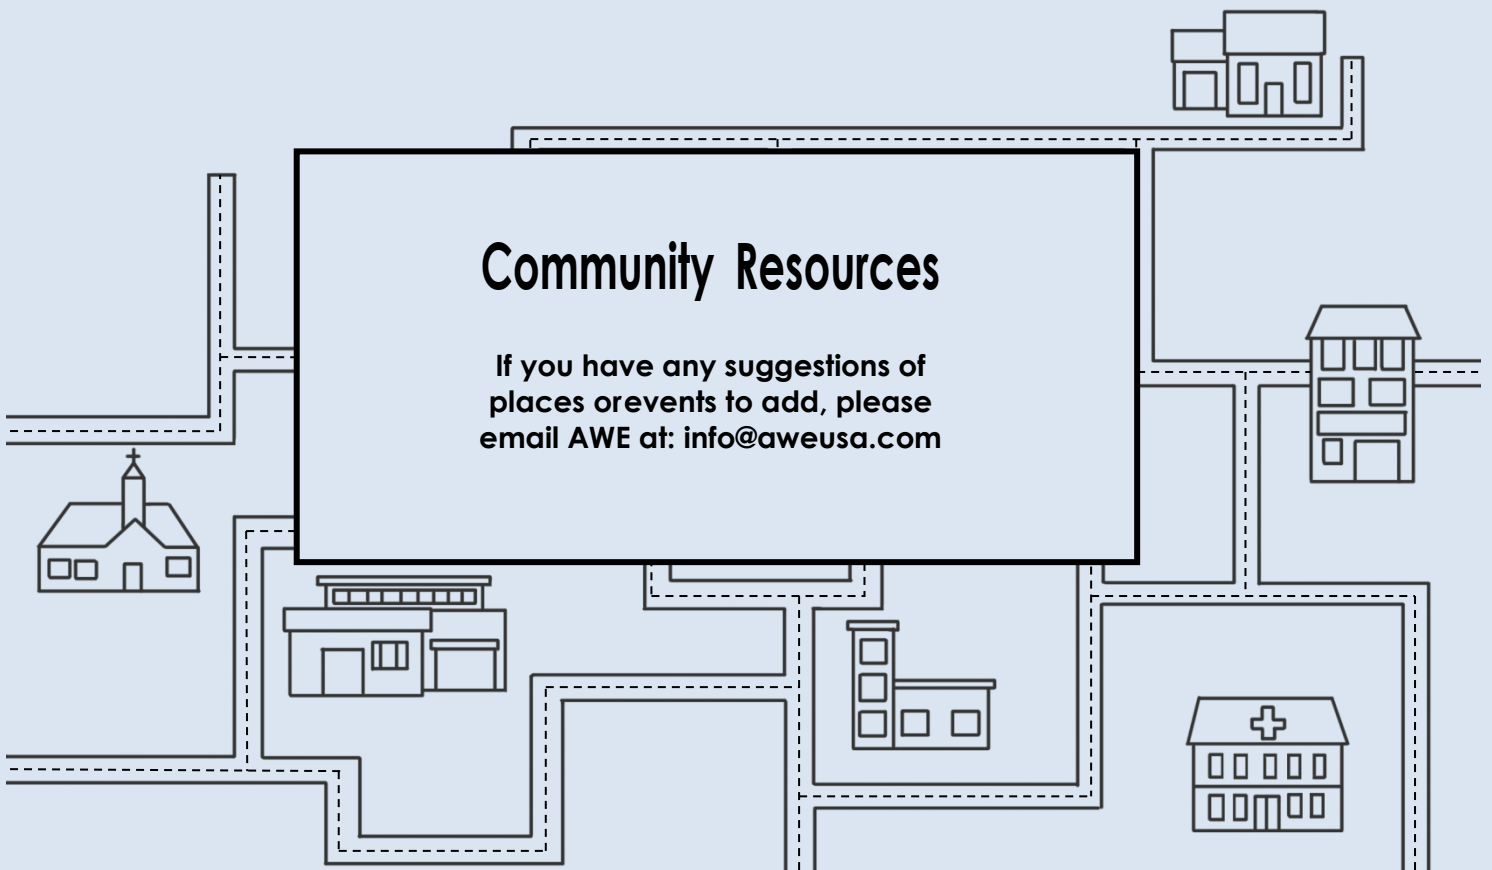 Community Resources
If you have any suggestions of
places orevents to add, please
email AWE at: info@aweusa.com